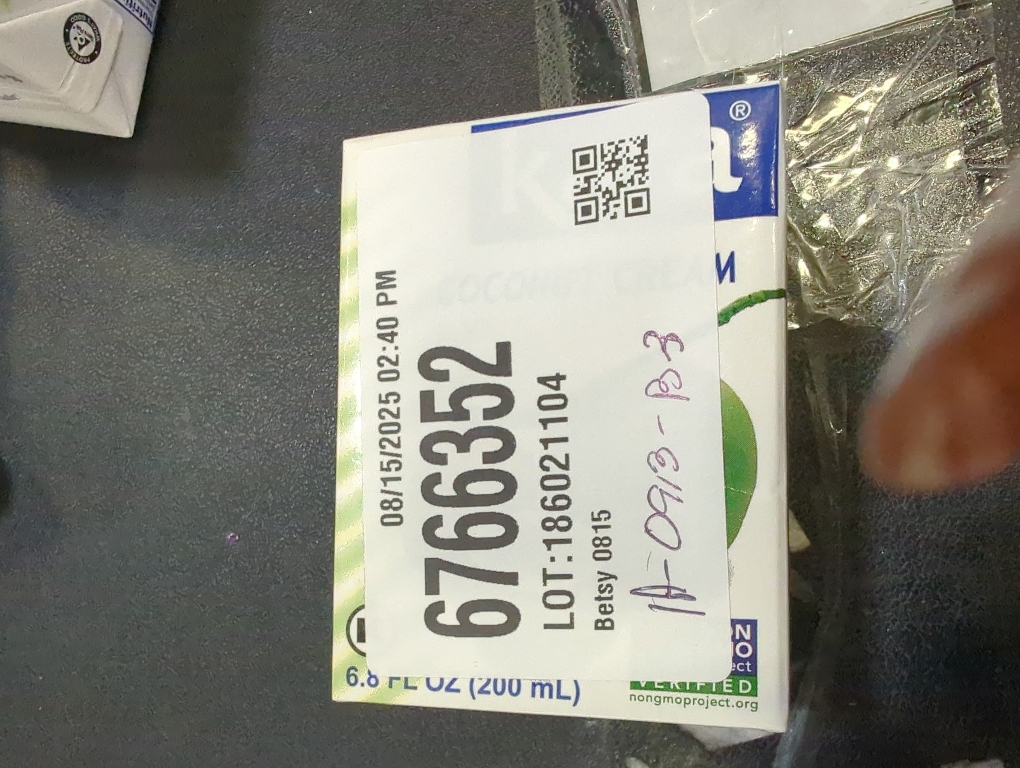 08/15/2025 02:40 PM
6766352
LOT:186021104
Betsy 0815
1A-0913-B3
®
COCONUT CREAM
6.8 FL OZ (200 mL)
VERIFIED
nongmoproject.org